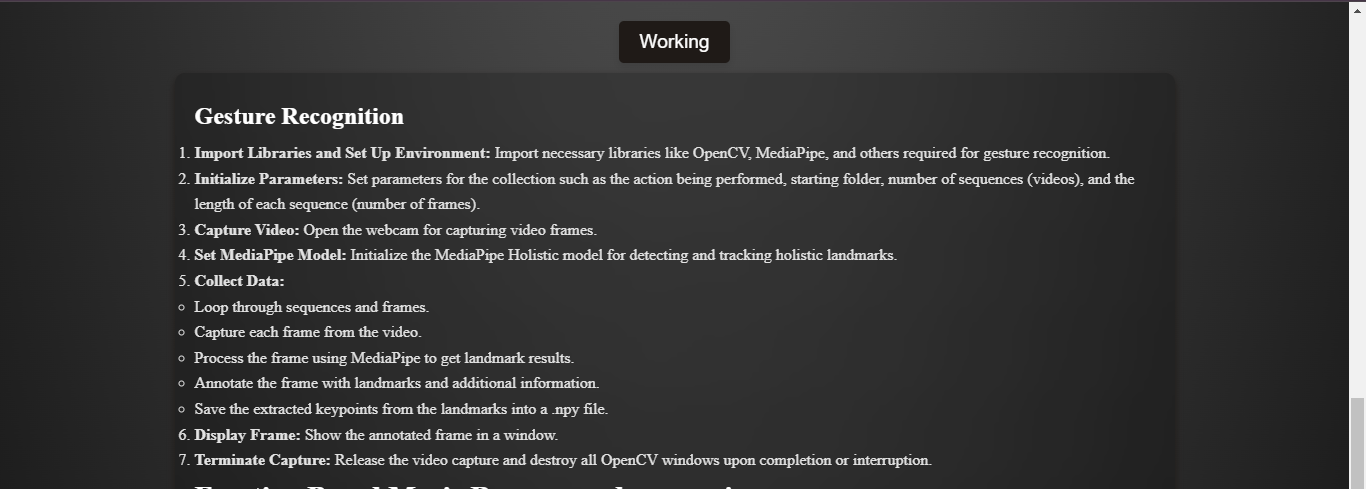 Working
Gesture Recognition
1. Import Libraries and Set Up Environment: Import necessary libraries like OpenCV, MediaPipe, and others required for gesture recognition.
2. Initialize Parameters: Set parameters for the collection such as the action being performed, starting folder, number of sequences (videos), and the
length of each sequence (number of frames).
3. Capture Video: Open the webcam for capturing video frames.
4. Set MediaPipe Model: Initialize the MediaPipe Holistic model for detecting and tracking holistic landmarks.
5. Collect Data:
◦ Loop through sequences and frames.
◦ Capture each frame from the video.
◦ Process the frame using MediaPipe to get landmark results.
◦ Annotate the frame with landmarks and additional information.
◦ Save the extracted keypoints from the landmarks into a .npy file.
6. Display Frame: Show the annotated frame in a window.
7. Terminate Capture: Release the video capture and destroy all OpenCV windows upon completion or interruption.